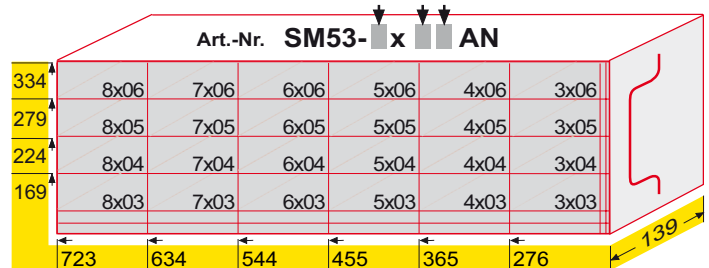 Art.-Nr. SM53- x AN
334
8x06 7x06 6x06 5x06 4x06 3x06
279
8x05 7x05 6x05 5x05 4x05 3x05
224
8x04 7x04 6x04 5x04 4x04 3x04
169
8x03 7x03 6x03 5x03 4x03 3x03
139
723 634 544 455 365 276